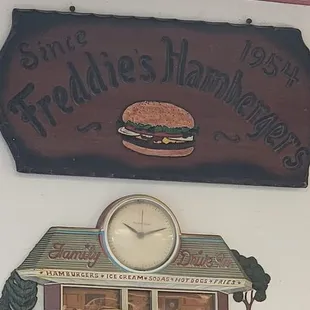 Since 1954
Freddie's Hamburgers
Family Drive-In
HAMBURGERS • ICE CREAM • SODAS • HOT DOGS • FRIES